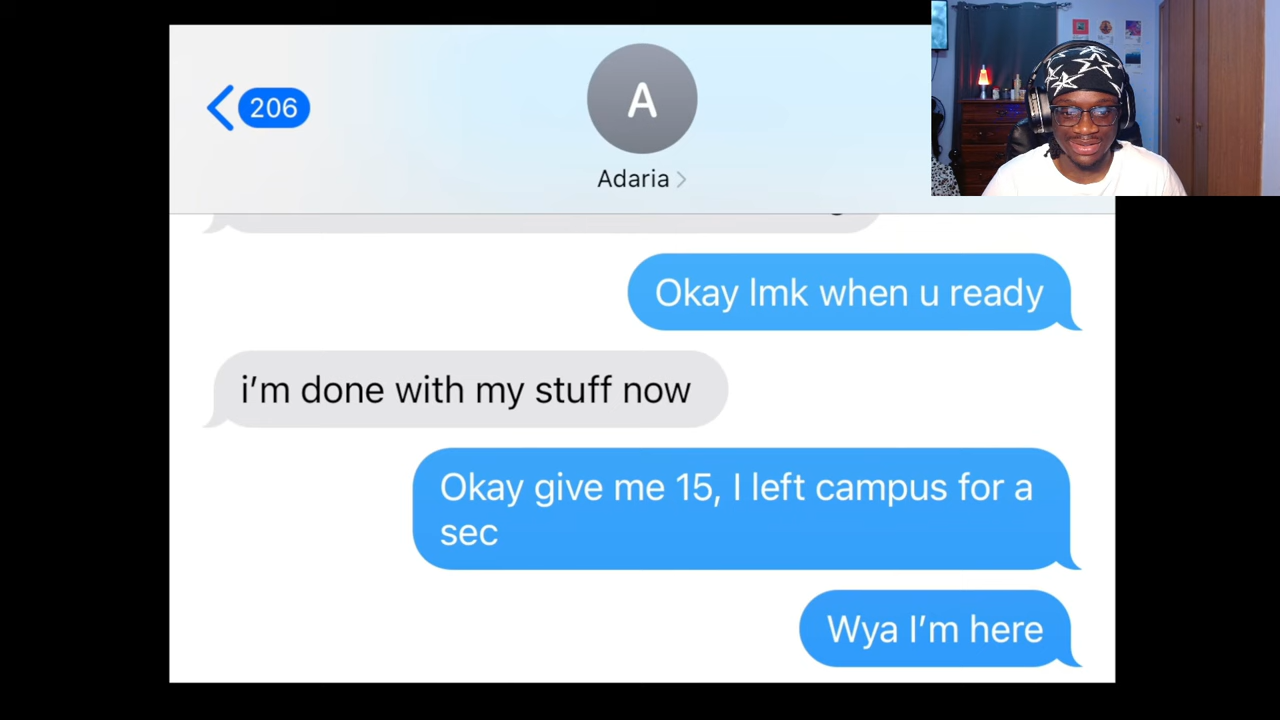 206
A
Adaria
Okay lmk when u ready
i’m done with my stuff now
Okay give me 15, I left campus for a
sec
Wya I’m here